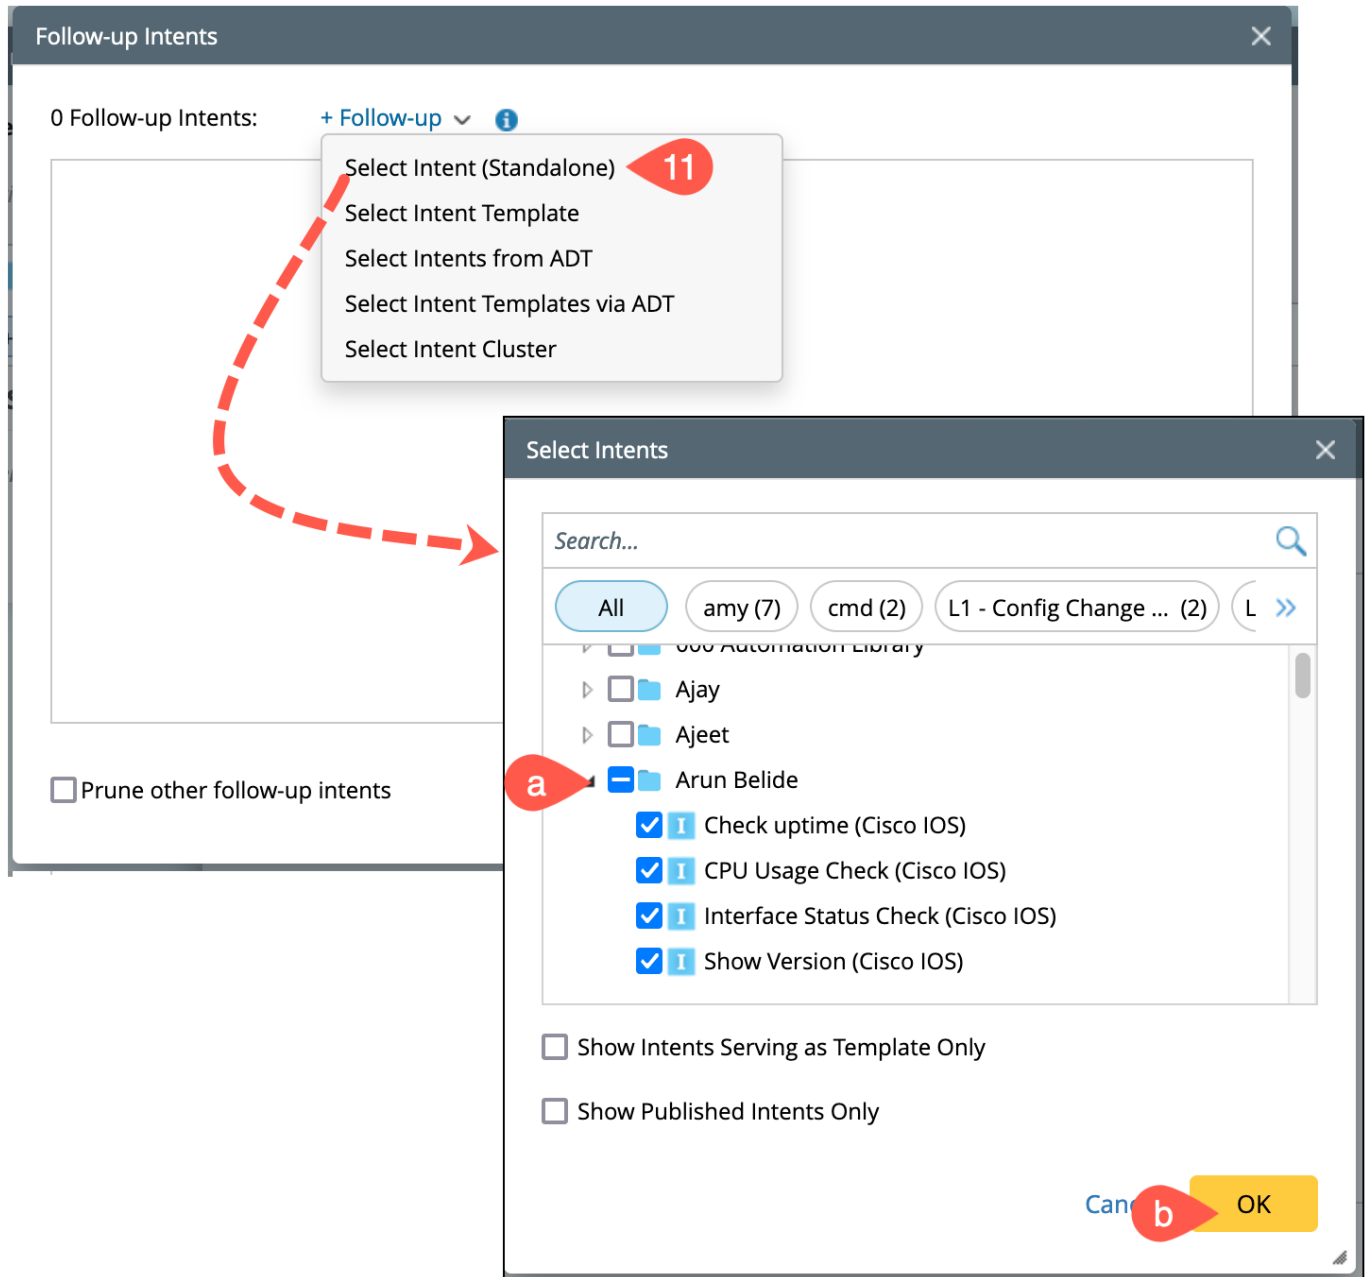 Follow-up Intents
0 Follow-up Intents:
+ Follow-up
Select Intent (Standalone)
11
Select Intent Template
Select Intents from ADT
Select Intent Templates via ADT
Select Intent Cluster
Prune other follow-up intents
Select Intents
Search...
All
amy (7)
cmd (2)
L1 - Config Change ... (2)
L
000 Automation Library
Ajay
Ajeet
a
Arun Belide
Check uptime (Cisco IOS)
CPU Usage Check (Cisco IOS)
Interface Status Check (Cisco IOS)
Show Version (Cisco IOS)
Show Intents Serving as Template Only
Show Published Intents Only
b
OK